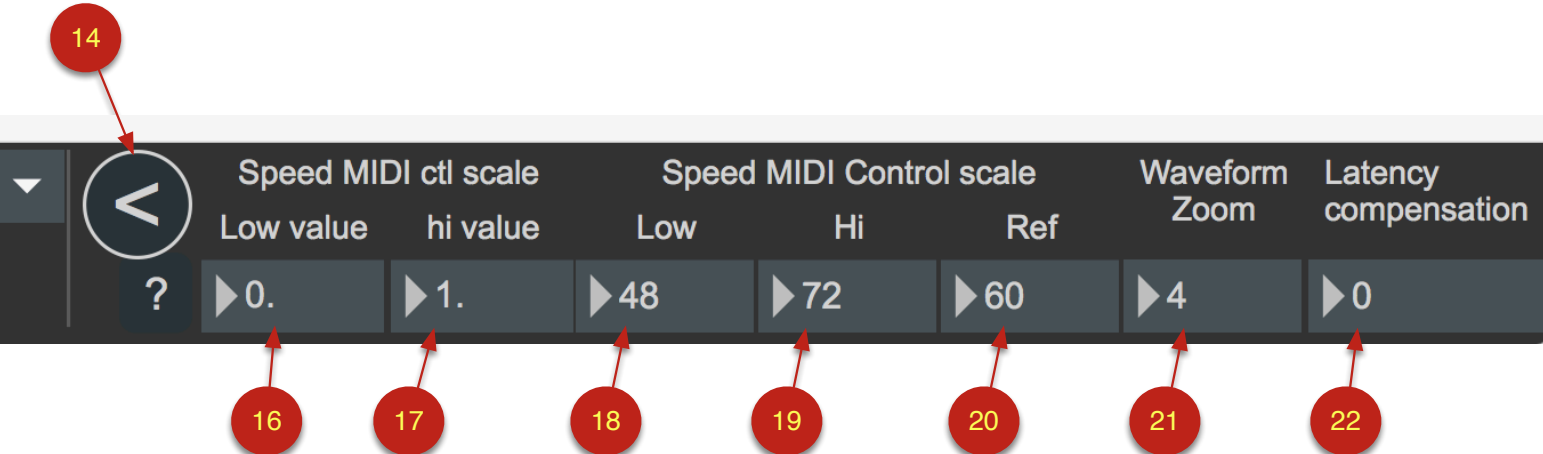 14
<
Speed MIDI ctl scale
Speed MIDI Control scale
Waveform
Zoom
Latency
compensation
Low value
hi value
Low
Hi
Ref
?
0.
1.
48
72
60
4
0
16
17
18
19
20
21
22